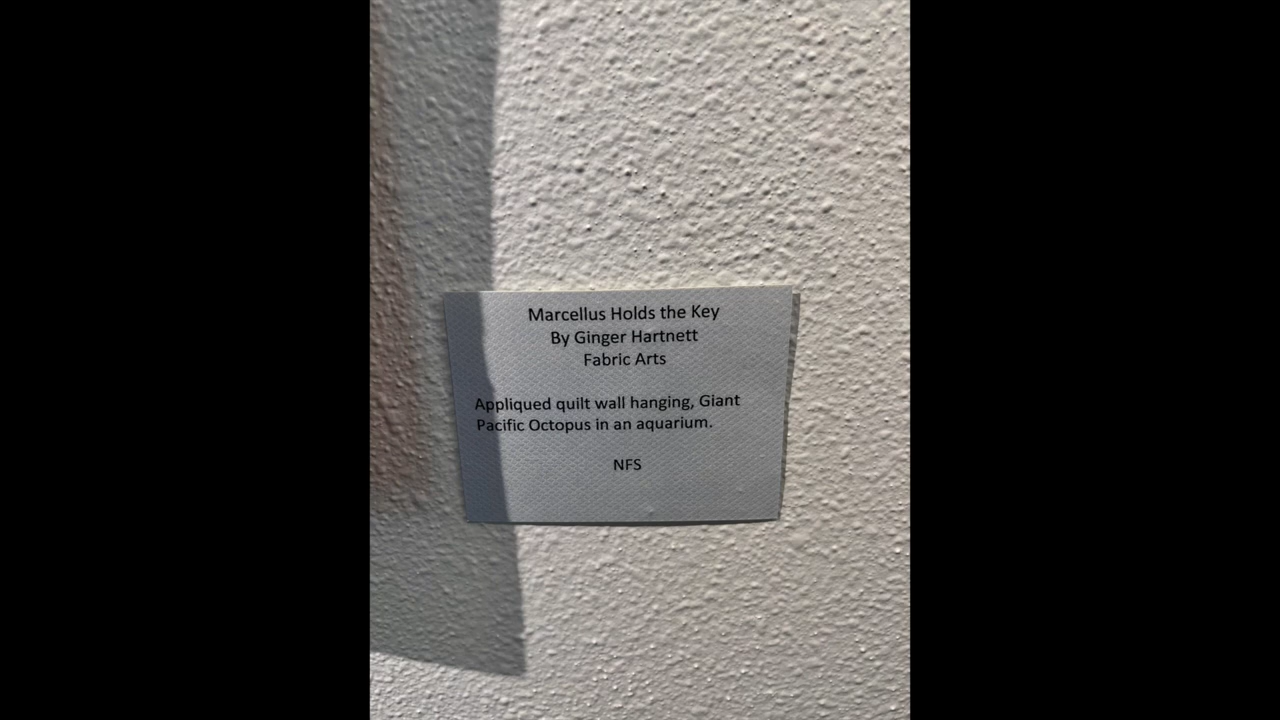 Marcellus Holds the Key
By Ginger Hartnett
Fabric Arts
Appliqued quilt wall hanging, Giant
Pacific Octopus in an aquarium.
NFS